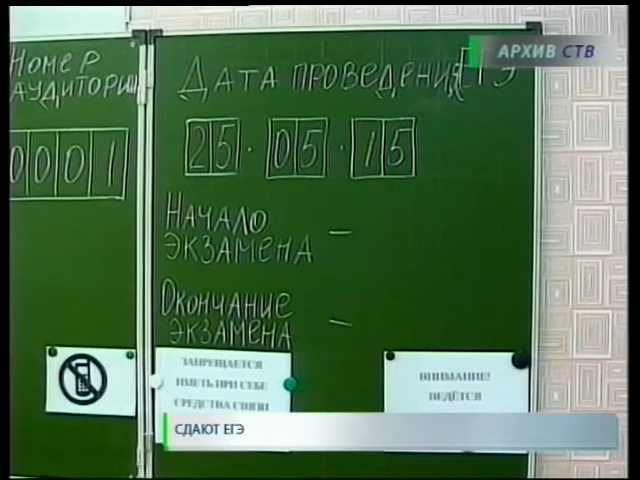 АРХИВ СТВ
Номер
аудитории
0001
Дата проведения ЕГЭ
25 . 05 . 15
Начало
экзамена –
Окончание
экзамена –
ЗАПРЕЩАЕТСЯ
ИМЕТЬ ПРИ СЕБЕ
СРЕДСТВА СВЯЗИ
ВНИМАНИЕ!
ВЕДЁТСЯ
СДАЮТ ЕГЭ